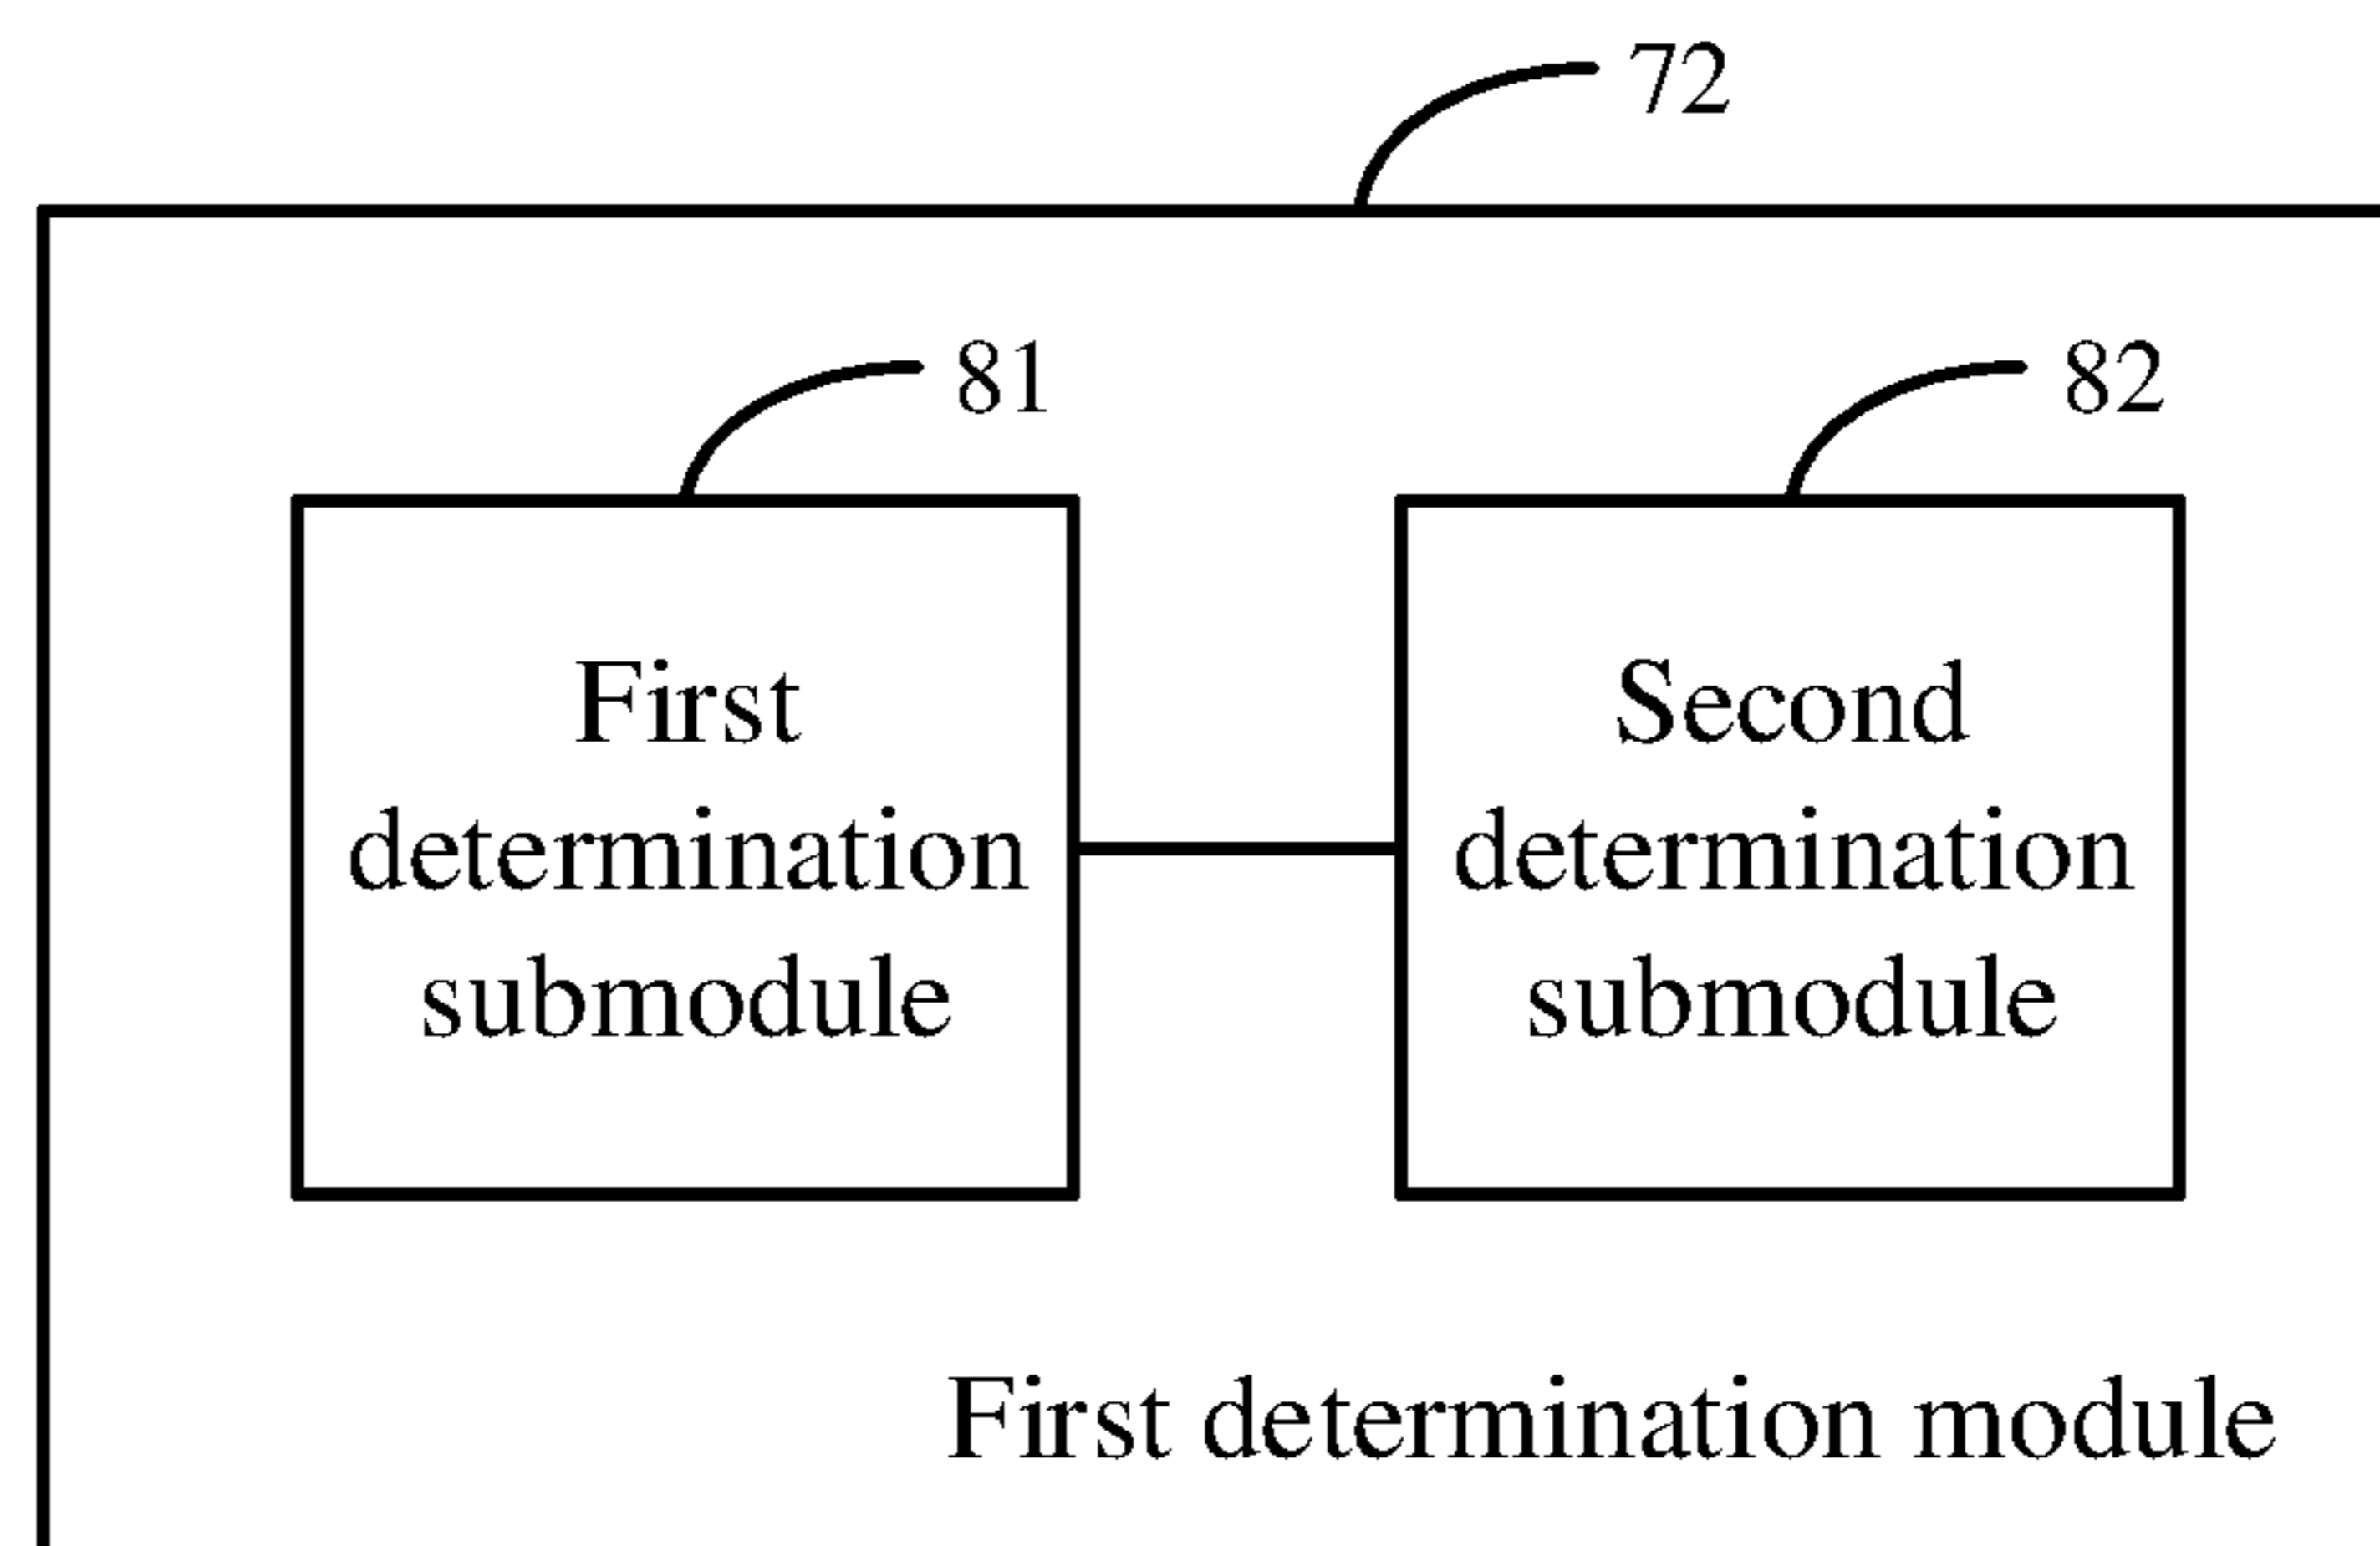 72
81
82
First
determination
submodule
Second
determination
submodule
First determination module